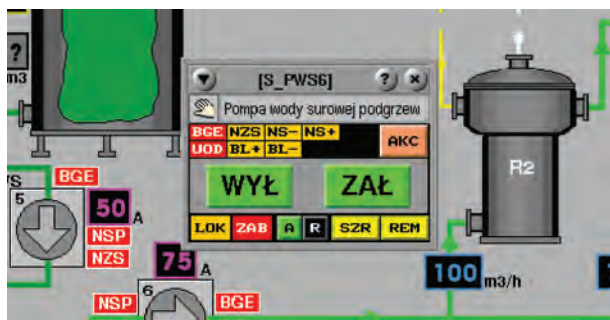 ?
m3
[S_PWS6]
?
Pompa wody surowej podgrzew
BGE NZS NS- NS+
UOD BL+ BL-
AKC
WYŁ ZAŁ
LOK ZAB A R SZR REM
R2
BGE
5
50 A
NSP
NZS
75 A
6
NSP
BGE
100 m3/h